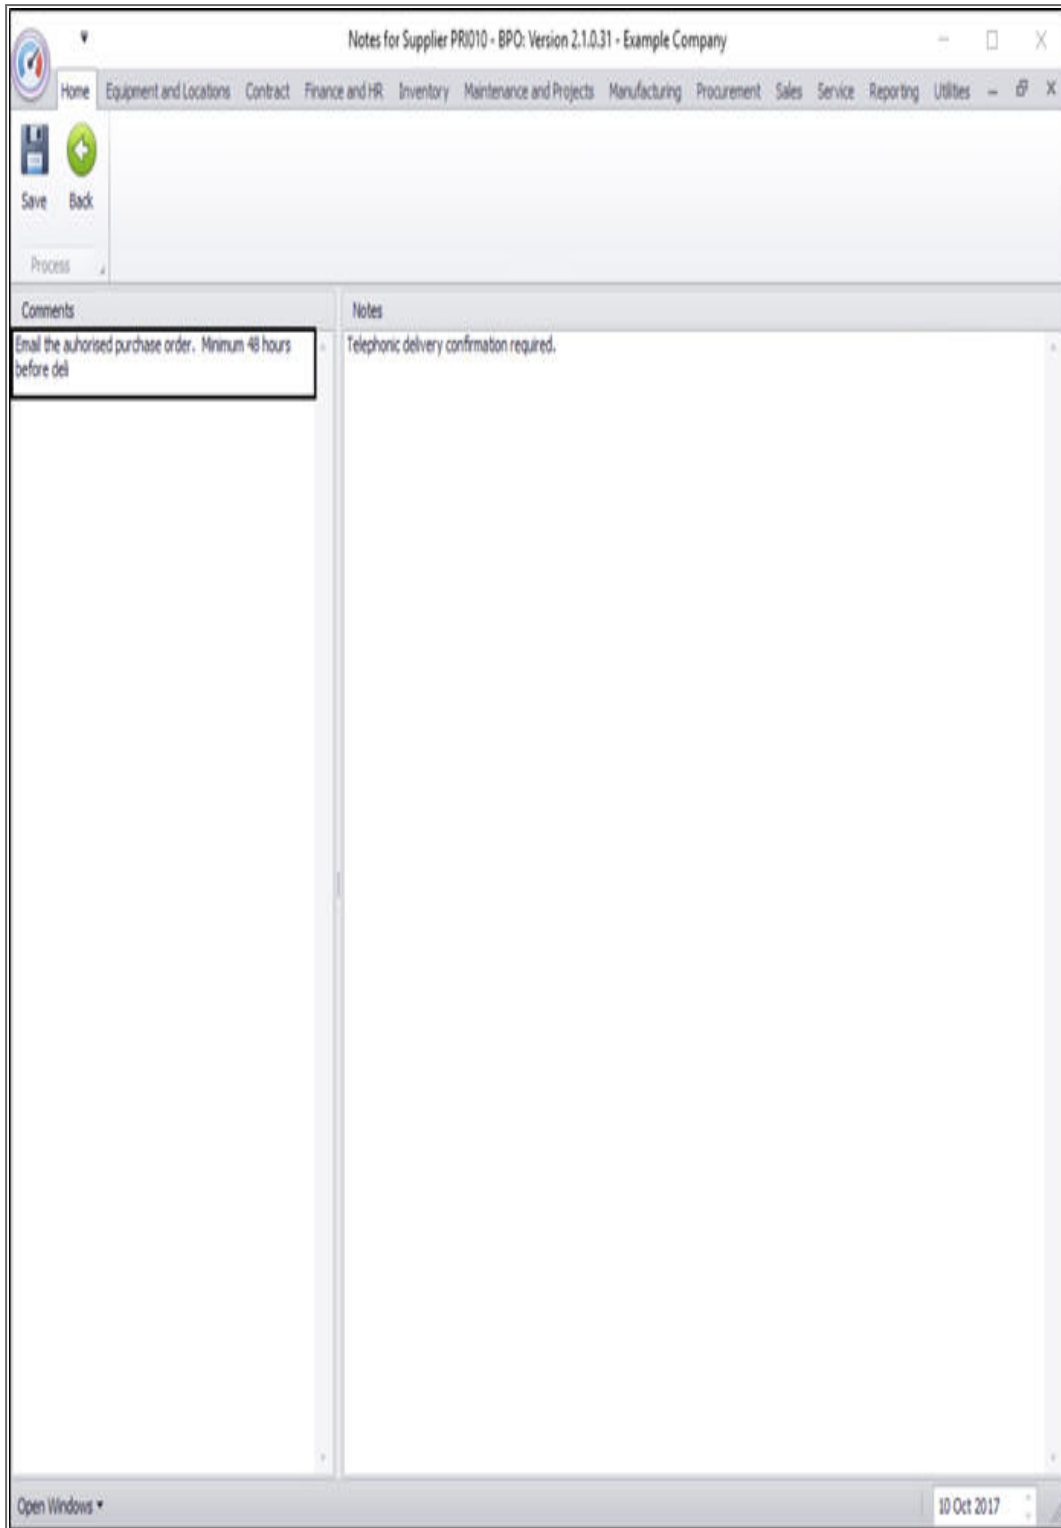 Notes for Supplier PRI010 - BPO: Version 2.1.0.31 - Example Company
Home Equipment and Locations Contract Finance and HR Inventory Maintenance and Projects Manufacturing Procurement Sales Service Reporting Utilities
Save Back
Process
Comments Notes
Email the auhorised purchase order.  Minimum 48 hours
before deli
Telephonic delivery confirmation required.
Open Windows
10 Oct 2017